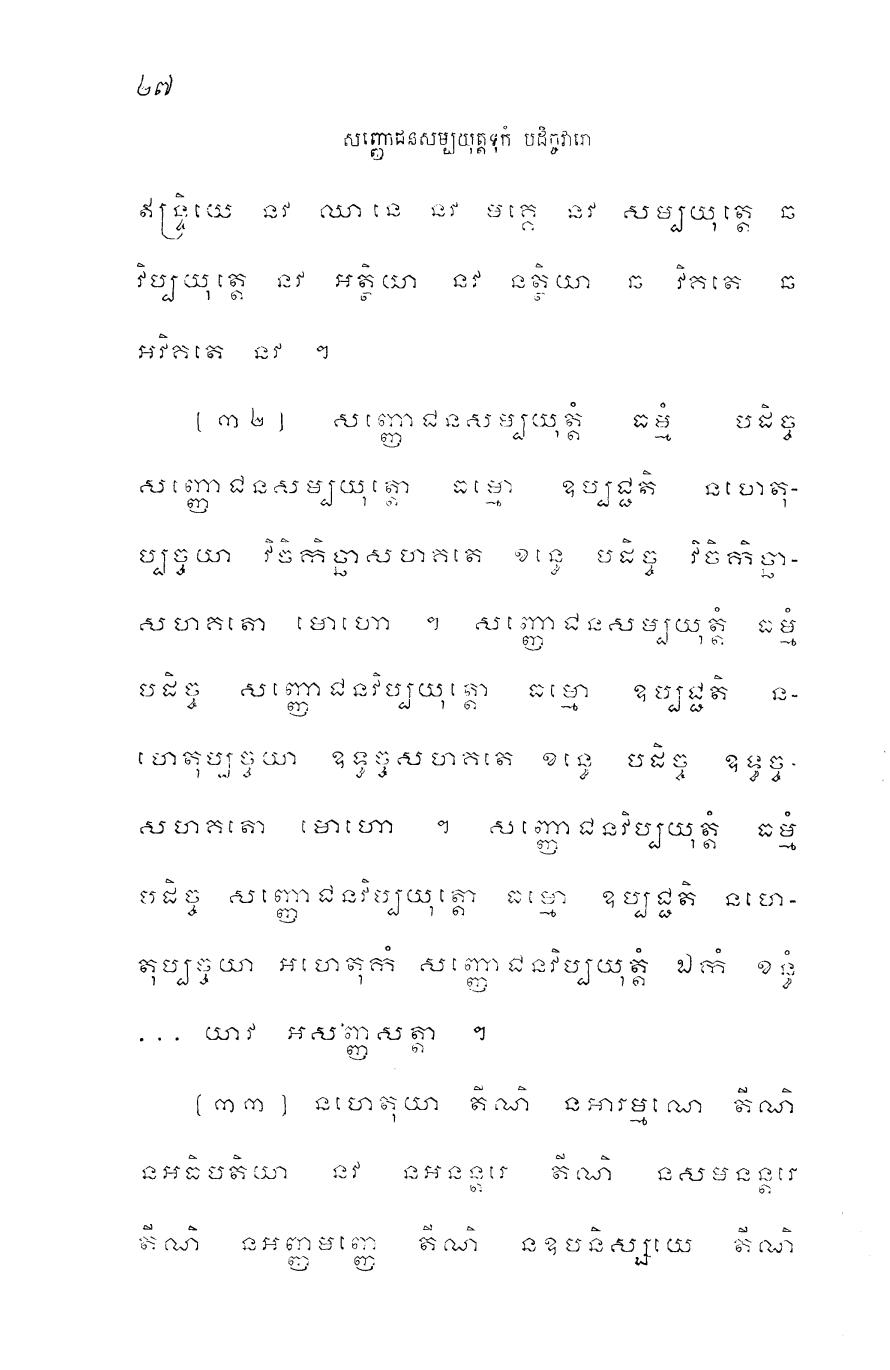 ២៧
សញ្ញោជនសម្បយុត្តទុកំ បដិច្ចវារោ
ឥន្ទ្រិយេ នវ ឈានេ នវ មគ្គេ នវ សម្បយុត្តេ ឆ
វិប្បយុត្តេ នវ អត្ថិយា នវ នត្ថិយា ឆ វិគតេ ឆ
អវិគតេ នវ ។
[៣២] សញ្ញោជនសម្បយុត្តំ ធម្មំ បដិច្ច
សញ្ញោជនសម្បយុត្តោ ធម្មោ ឧប្បជ្ជតិ នហេតុ-
ប្បច្ចយា វិចិកិច្ឆាសហគតេ ខន្ធេ បដិច្ច វិចិកិច្ឆា-
សហគតោ មោហោ ។ សញ្ញោជនសម្បយុត្តំ ធម្មំ
បដិច្ច សញ្ញោជនវិប្បយុត្តោ ធម្មោ ឧប្បជ្ជតិ ន-
ហេតុប្បច្ចយា ឧទ្ធច្ចសហគតេ ខន្ធេ បដិច្ច ឧទ្ធច្ច-
សហគតោ មោហោ ។ សញ្ញោជនវិប្បយុត្តំ ធម្មំ
បដិច្ច សញ្ញោជនវិប្បយុត្តោ ធម្មោ ឧប្បជ្ជតិ នហេ-
តុប្បច្ចយា អហេតុកំ សញ្ញោជនវិប្បយុត្តំ ឯកំ ខន្ធំ
... យាវ អសញ្ញសត្តា ។
[៣៣] នហេតុយា តីណិ នអារម្មណេ តីណិ
នអធិបតិយា នវ នអនន្តរេ តីណិ នសមនន្តរេ
តីណិ នអញ្ញមញ្ញេ តីណិ នឧបនិស្សយេ តីណិ